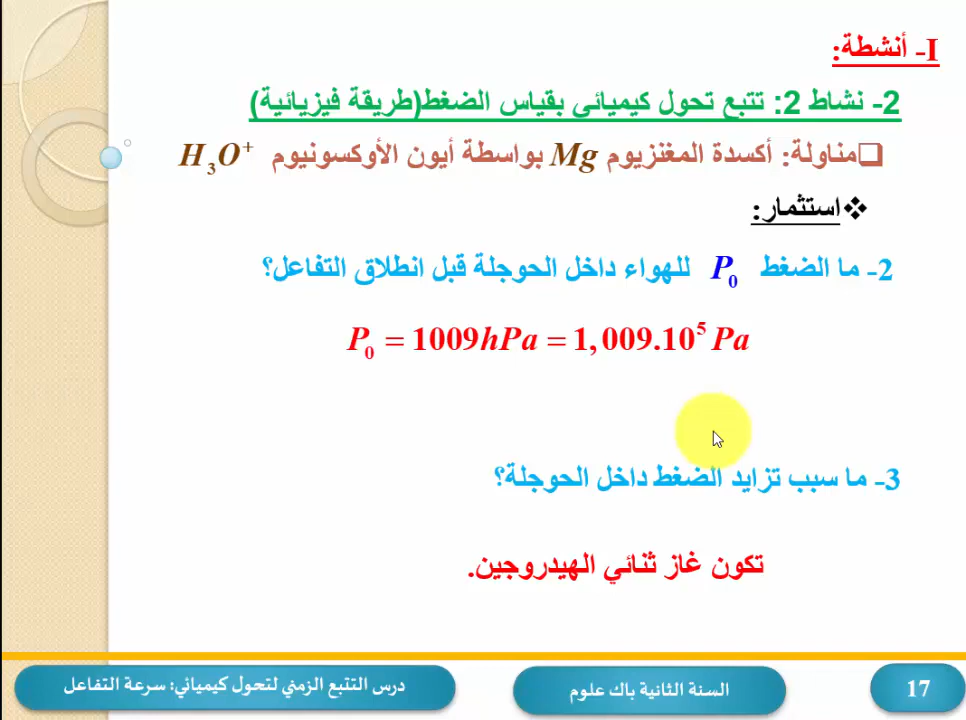 I- أنشطة:
2- نشاط 2: تتبع تحول كيميائي بقياس الضغط(طريقة فيزيائية)
❑مناولة: أكسدة المغنزيوم Mg بواسطة أيون الأوكسونيوم H₃O⁺
❖استثمار:
2- ما الضغط P₀ للهواء داخل الحوجلة قبل انطلاق التفاعل؟
P₀ = 1009hPa = 1,009.10⁵ Pa
3- ما سبب تزايد الضغط داخل الحوجلة؟
تكون غاز ثنائي الهيدروجين.
17
السنة الثانية باك علوم
درس التتبع الزمني لتحول كيميائي: سرعة التفاعل